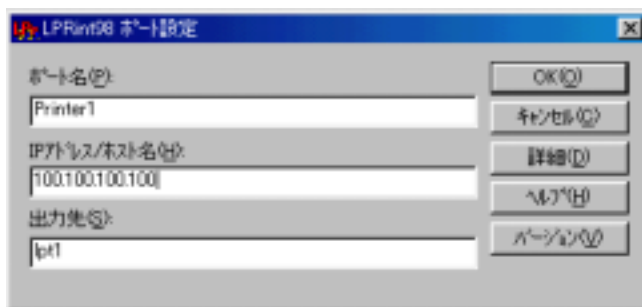 LPRint98 ﾎﾟｰﾄ設定
ﾎﾟｰﾄ名(P):
Printer1
IPｱﾄﾞﾚｽ/ﾎｽﾄ名(H):
100.100.100.100
出力先(S):
lpt1
OK(O)
ｷｬﾝｾﾙ(C)
詳細(D)
ﾍﾙﾌﾟ(H)
ﾊﾞｰｼﾞｮﾝ(V)